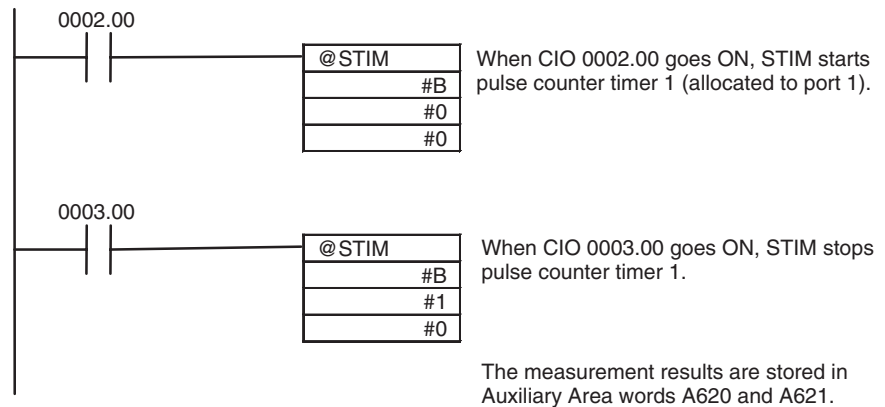 0002.00
@STIM
#B
#0
#0
When CIO 0002.00 goes ON, STIM starts
pulse counter timer 1 (allocated to port 1).
0003.00
@STIM
#B
#1
#0
When CIO 0003.00 goes ON, STIM stops
pulse counter timer 1.
The measurement results are stored in
Auxiliary Area words A620 and A621.